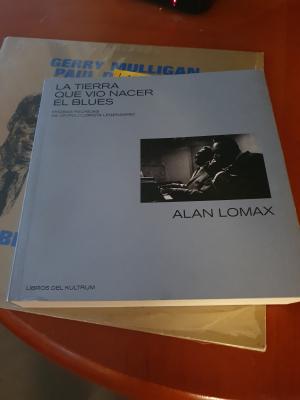 GERRY MULLIGAN
PAUL
LA TIERRA
QUE VIO NACER
EL BLUES
ALAN LOMAX
LIBROS DEL KULTRUM